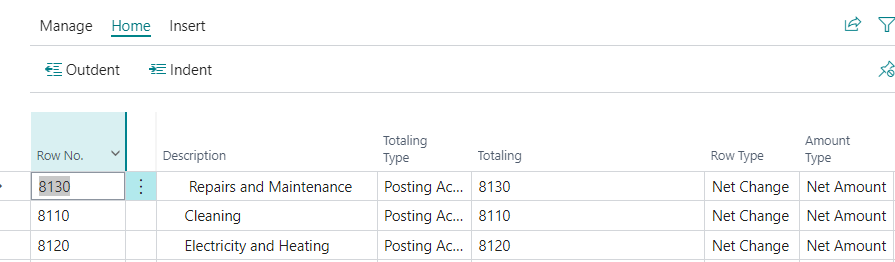 Manage Home Insert
Outdent Indent
Row No. Description Totaling Type Totaling Row Type Amount Type
8130 Repairs and Maintenance Posting Ac... 8130 Net Change Net Amount
8110 Cleaning Posting Ac... 8110 Net Change Net Amount
8120 Electricity and Heating Posting Ac... 8120 Net Change Net Amount